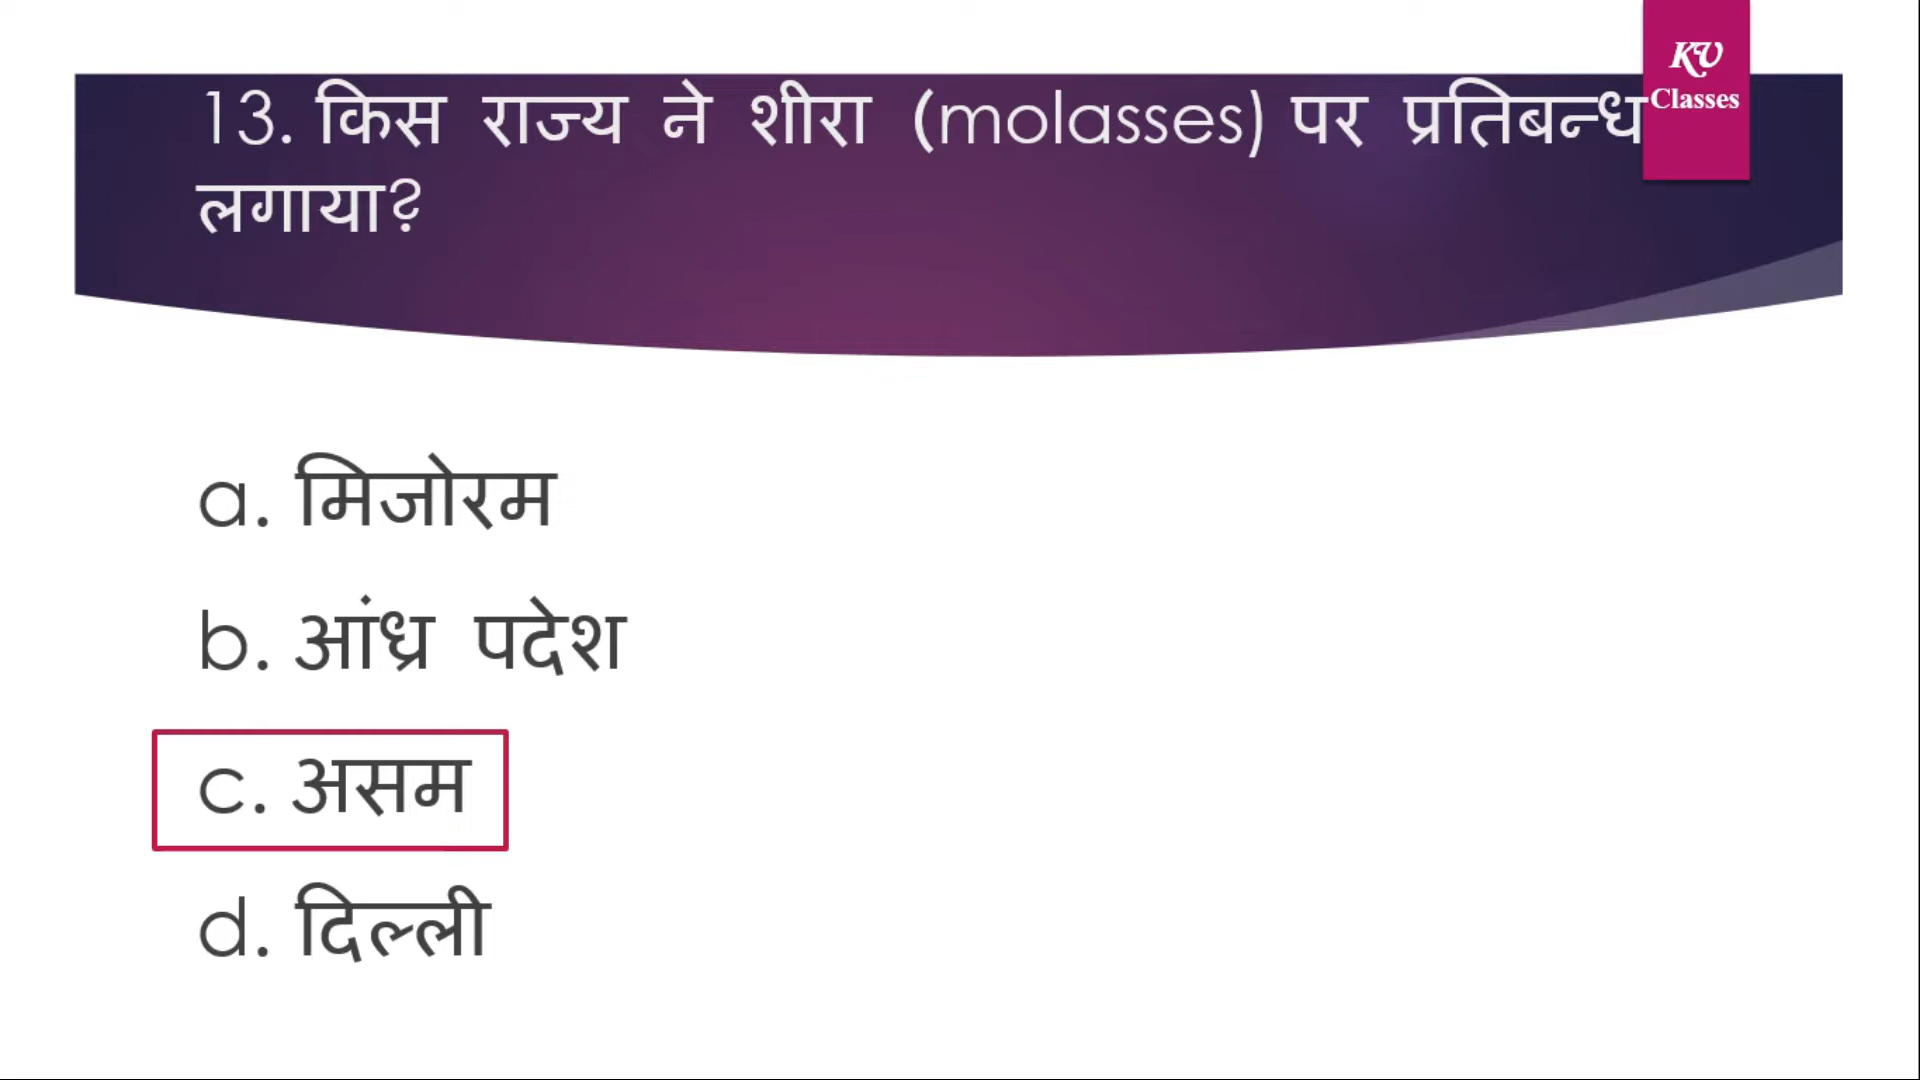 KV
Classes
13. किस राज्य ने शीरा (molasses) पर प्रतिबन्ध
लगाया?
a. मिजोरम
b. आंध्र पदेश
c. असम
d. दिल्ली